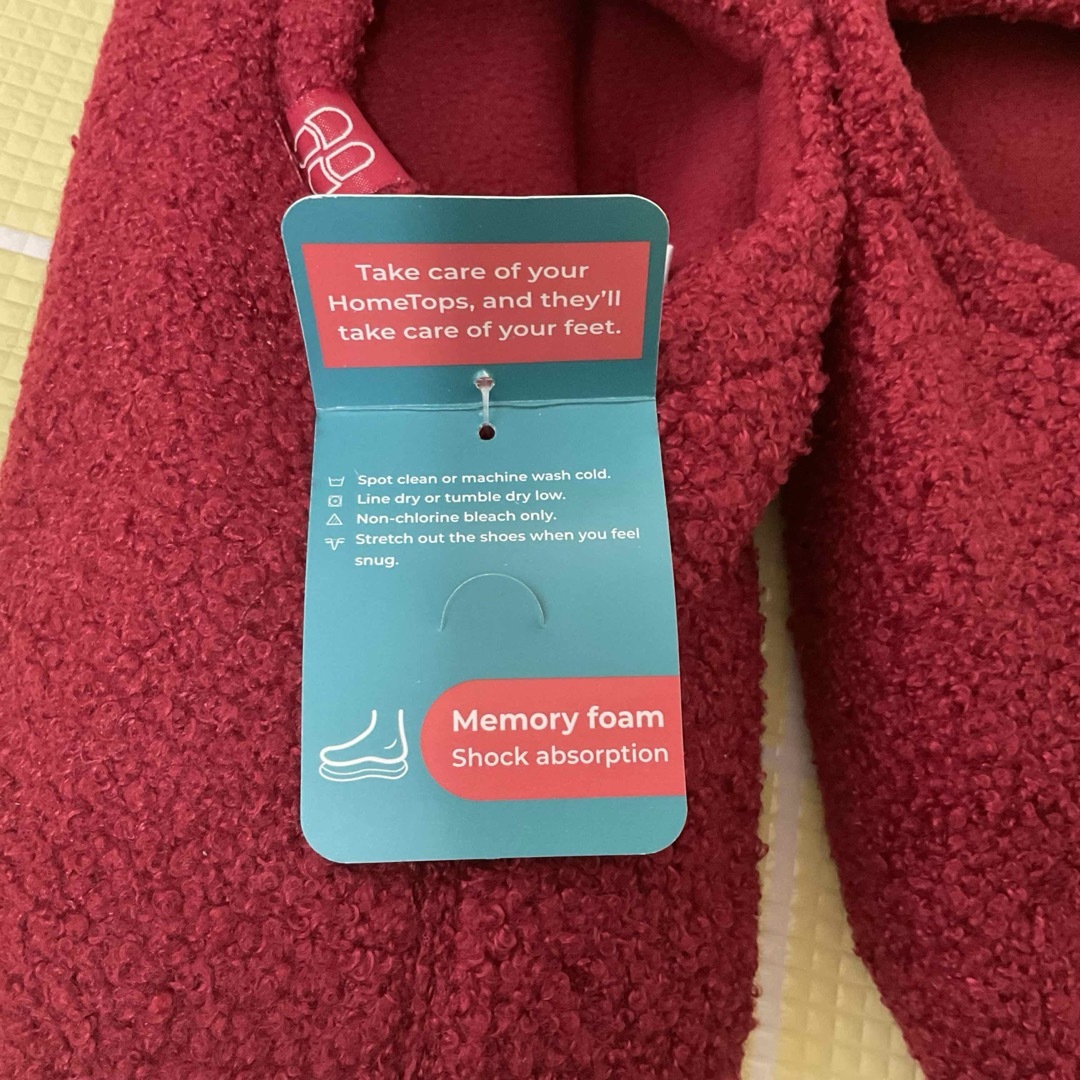 Take care of your
HomeTops, and they'll
take care of your feet.
Spot clean or machine wash cold.
Line dry or tumble dry low.
Non-chlorine bleach only.
Stretch out the shoes when you feel
snug.
Memory foam
Shock absorption